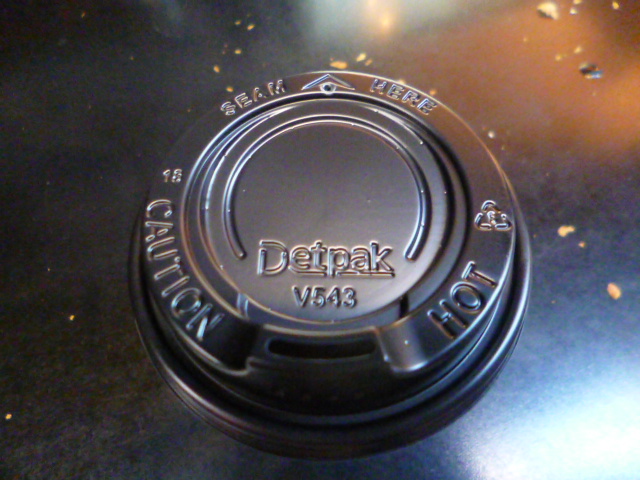 SEAM HERE
18
CAUTION
HOT
Detpak
V543